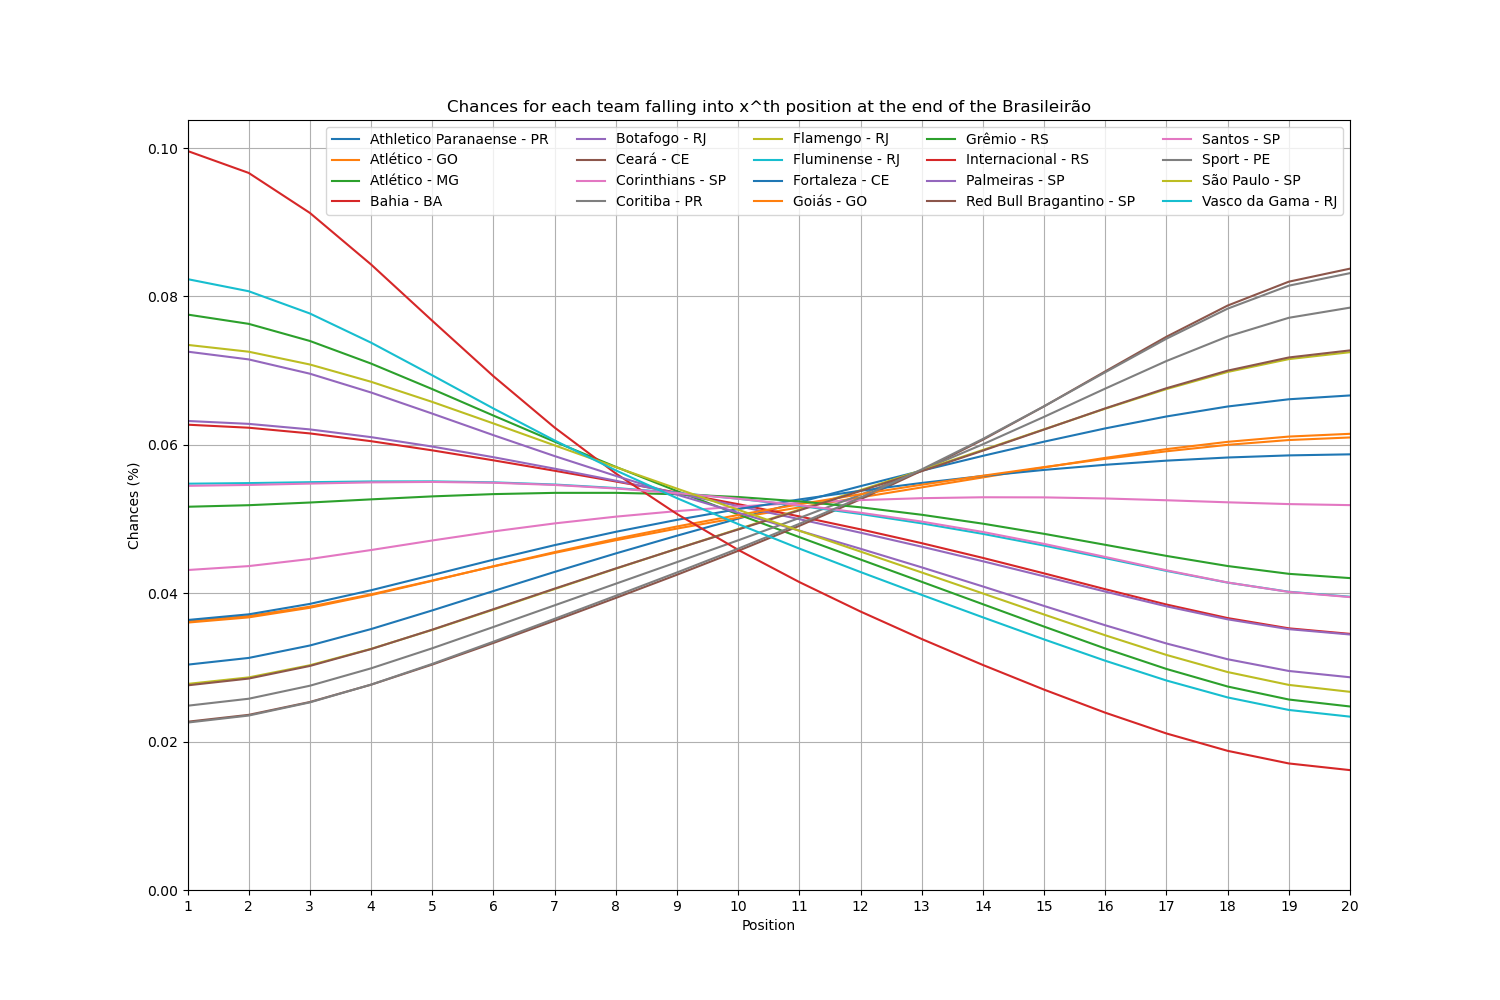 Chances for each team falling into x^th position at the end of the Brasileirão
Athletico Paranaense - PR
Atlético - GO
Atlético - MG
Bahia - BA
Botafogo - RJ
Ceará - CE
Corinthians - SP
Coritiba - PR
Flamengo - RJ
Fluminense - RJ
Fortaleza - CE
Goiás - GO
Grêmio - RS
Internacional - RS
Palmeiras - SP
Red Bull Bragantino - SP
Santos - SP
Sport - PE
São Paulo - SP
Vasco da Gama - RJ
Chances (%)
0.10
0.08
0.06
0.04
0.02
0.00
1 2 3 4 5 6 7 8 9 10 11 12 13 14 15 16 17 18 19 20
Position